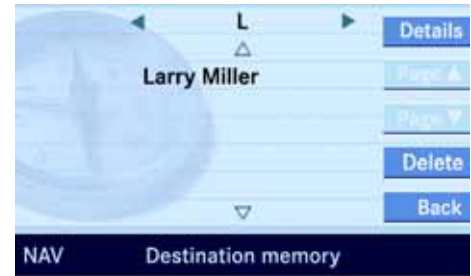 L
Details
Larry Miller
Page ▲
Page ▼
Delete
Back
NAV Destination memory